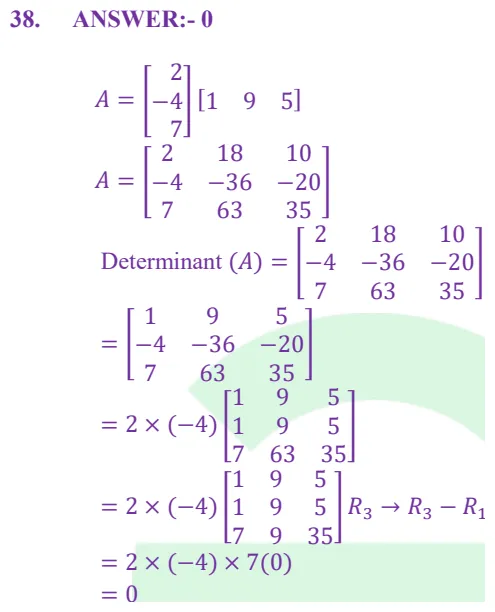 38. ANSWER:- 0
A = [2 -4 7] [1 9 5]
A = [2 18 10
-4 -36 -20
7 63 35]
Determinant (A) = [2 18 10
-4 -36 -20
7 63 35]
= [1 9 5
-4 -36 -20
7 63 35]
= 2 × (−4) [1 9 5
1 9 5
7 63 35]
= 2 × (−4) [1 9 5
1 9 5
7 9 35] R₃ → R₃ − R₁
= 2 × (−4) × 7(0)
= 0